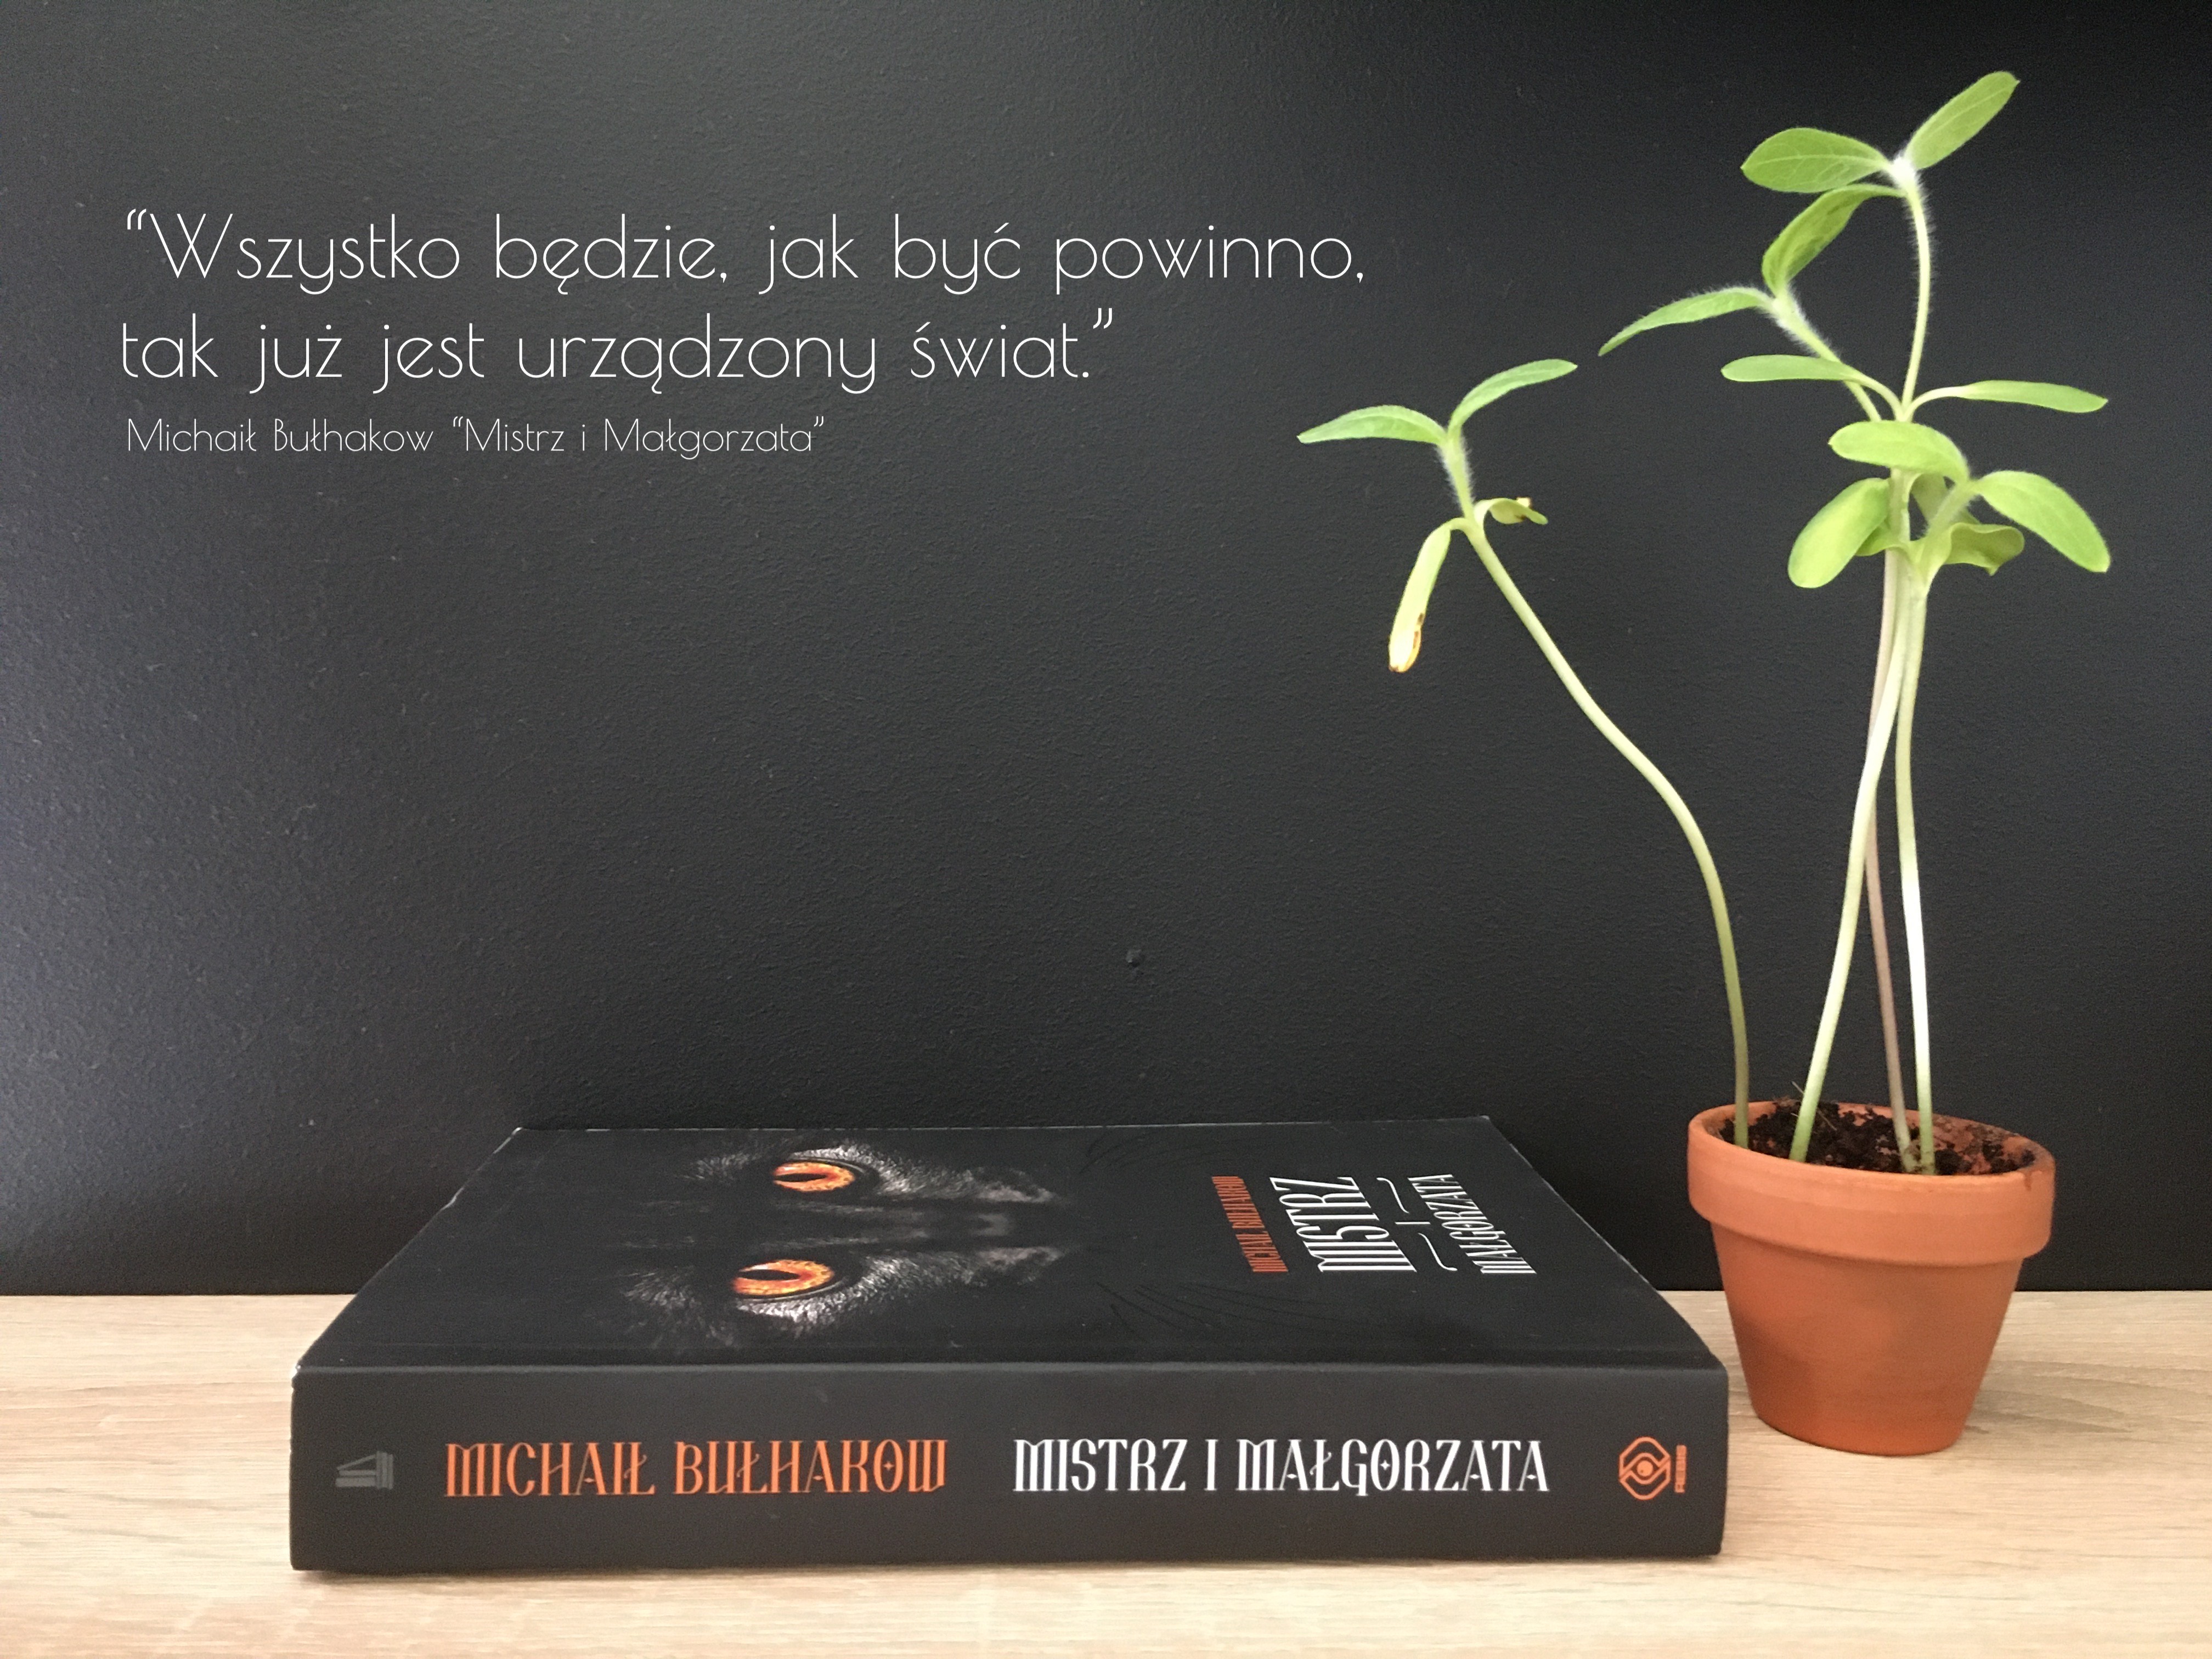 “Wszystko będzie, jak być powinno,
tak już jest urządzony świat.”
Michaił Bułhakow “Mistrz i Małgorzata”
MICHAIŁ BUŁHAKOW
MISTRZ
I
MAŁGORZATA
MICHAIŁ BUŁHAKOW MISTRZ I MAŁGORZATA REBIS